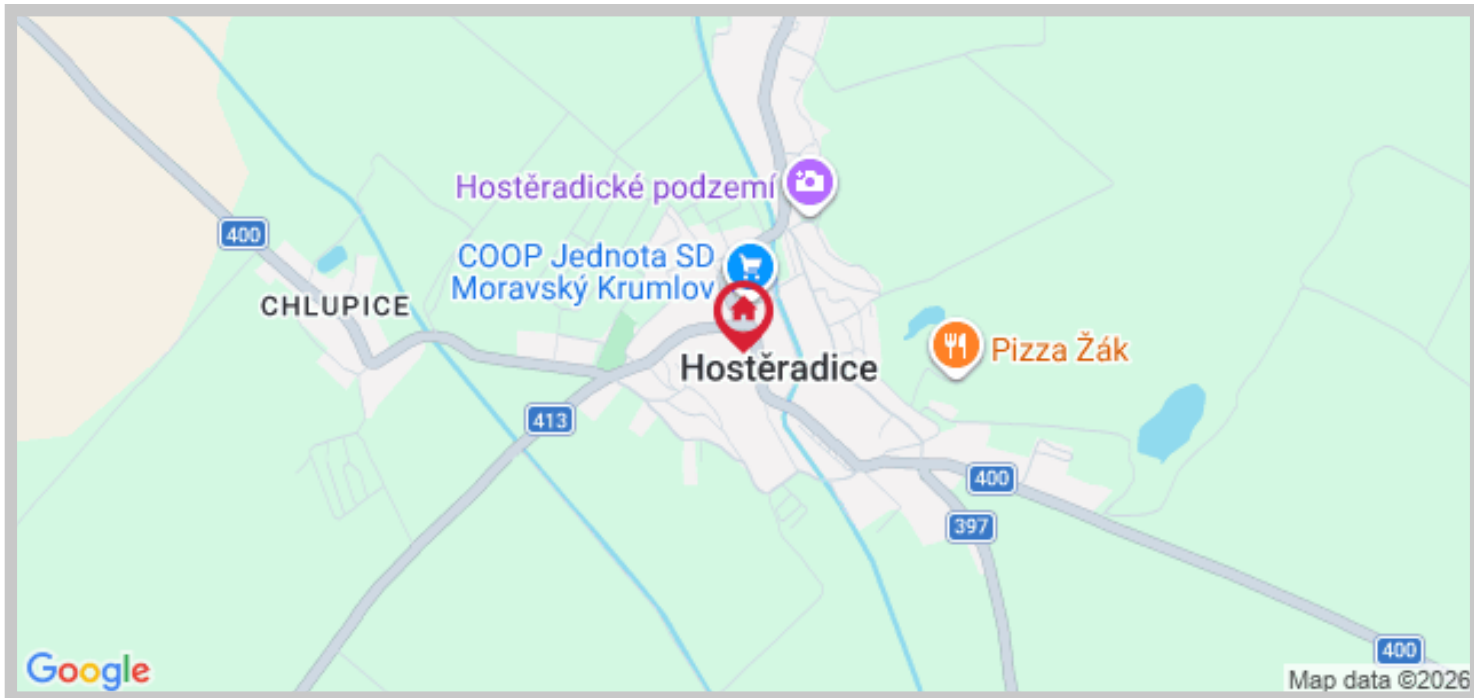 Hostěradické podzemí
400
COOP Jednota SD
Moravský Krumlov
CHLUPICE
Pizza Žák
Hostěradice
413
400
397
400
Google
Map data ©2026